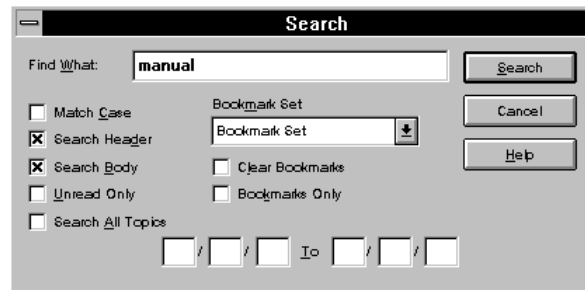 Search
Find What: manual
Search
Match Case
Bookmark Set
Cancel
Search Header
Bookmark Set
Search Body
Clear Bookmarks
Help
Unread Only
Bookmarks Only
Search All Topics
/ / To / /